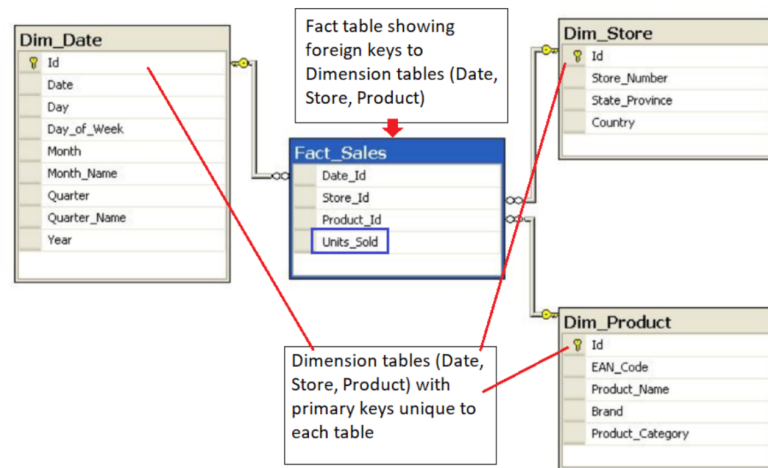 Dim_Date
Id
Date
Day
Day_of_Week
Month
Month_Name
Quarter
Quarter_Name
Year
Fact table showing
foreign keys to
Dimension tables (Date,
Store, Product)
Fact_Sales
Date_Id
Store_Id
Product_Id
Units_Sold
Dim_Store
Id
Store_Number
State_Province
Country
Dimension tables (Date,
Store, Product) with
primary keys unique to
each table
Dim_Product
Id
EAN_Code
Product_Name
Brand
Product_Category